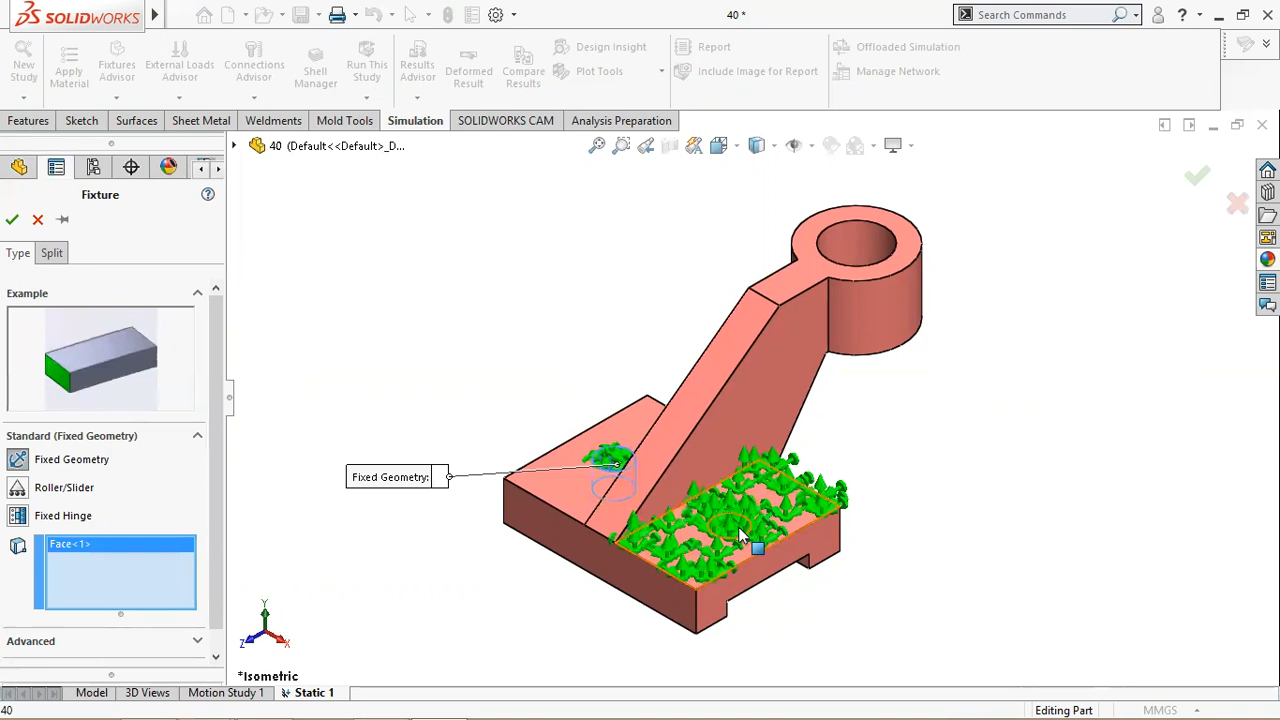 SOLIDWORKS
40 *
Search Commands
New Study
Apply Material
Fixtures Advisor
External Loads Advisor
Connections Advisor
Shell Manager
Run This Study
Results Advisor
Deformed Result
Compare Results
Design Insight
Plot Tools
Report
Include Image for Report
Offloaded Simulation
Manage Network
Features
Sketch
Surfaces
Sheet Metal
Weldments
Mold Tools
Simulation
SOLIDWORKS CAM
Analysis Preparation
40 (Default<<Default>_D...
Fixture
Type
Split
Example
Standard (Fixed Geometry)
Fixed Geometry
Roller/Slider
Fixed Hinge
Face<1>
Advanced
Fixed Geometry:
Y
Z
X
*Isometric
Model
3D Views
Motion Study 1
Static 1
40
Editing Part
MMGS